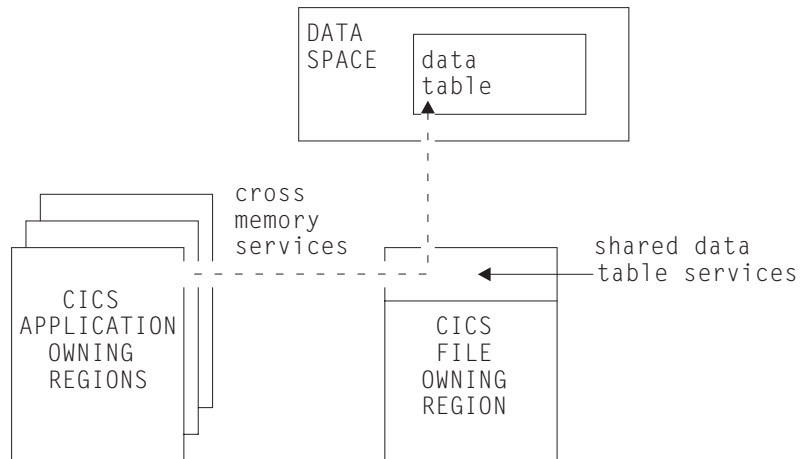 DATA
SPACE
data
table
cross
memory
services
shared data
table services
CICS
APPLICATION
OWNING
REGIONS
CICS
FILE
OWNING
REGION